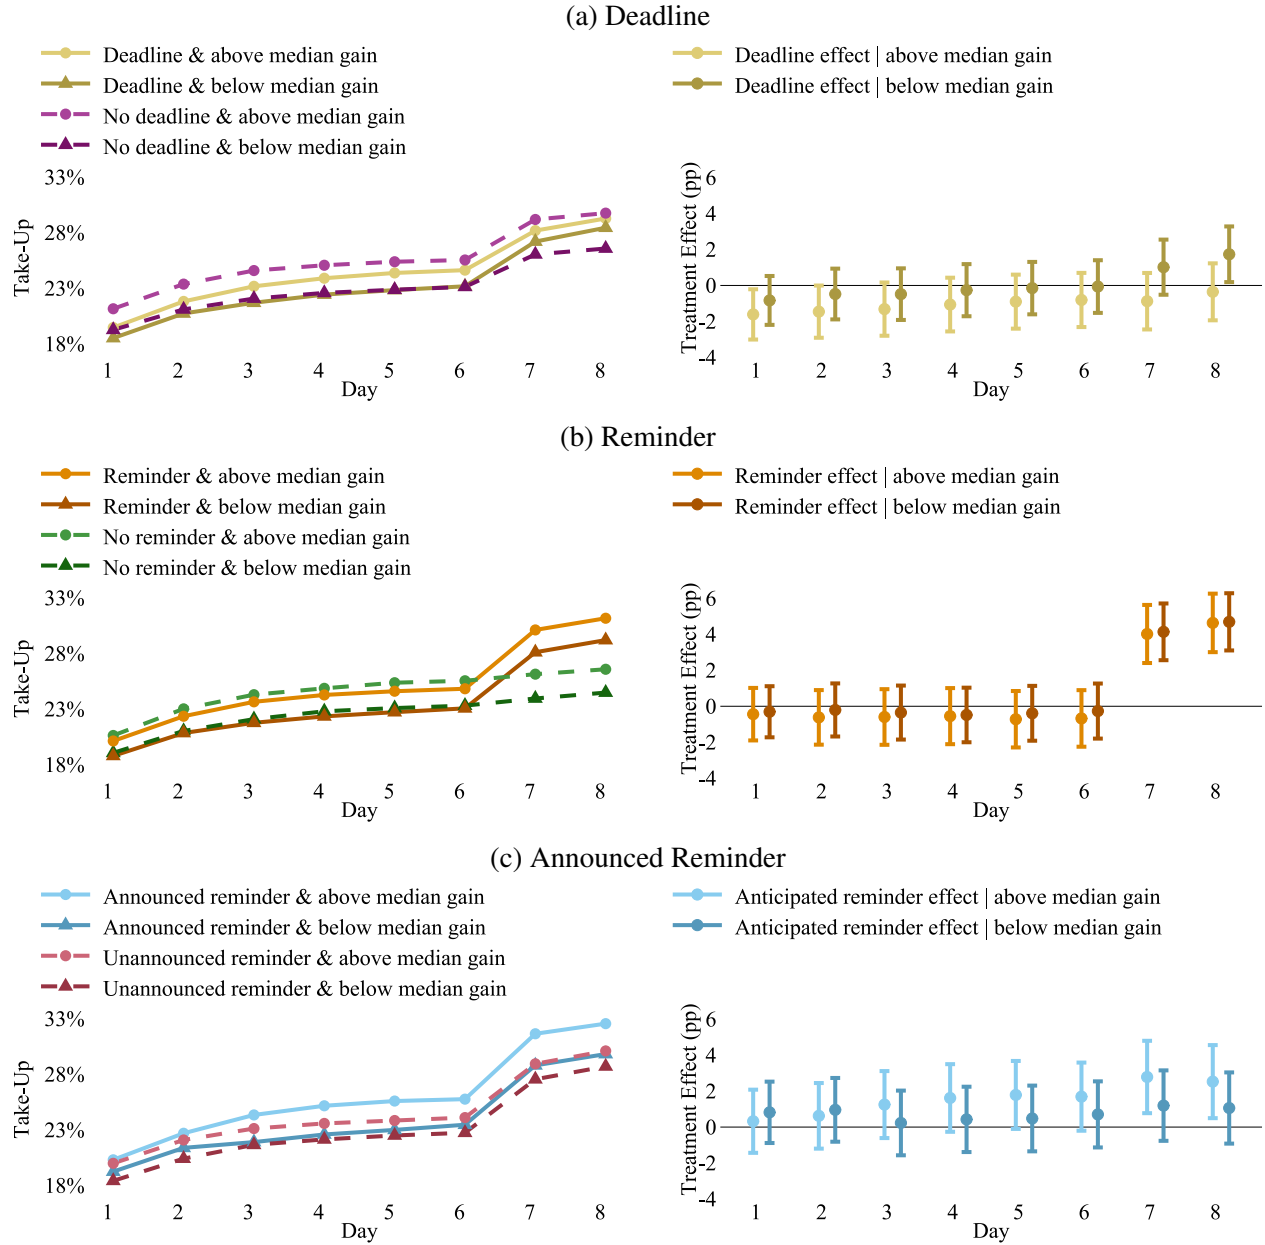 (a) Deadline
Deadline & above median gain
Deadline & below median gain
No deadline & above median gain
No deadline & below median gain
33%
28%
23%
18%
Take-Up
1 2 3 4 5 6 7 8
Day
Deadline effect | above median gain
Deadline effect | below median gain
6
4
2
0
-2
-4
Treatment Effect (pp)
1 2 3 4 5 6 7 8
Day
(b) Reminder
Reminder & above median gain
Reminder & below median gain
No reminder & above median gain
No reminder & below median gain
33%
28%
23%
18%
Take-Up
1 2 3 4 5 6 7 8
Day
Reminder effect | above median gain
Reminder effect | below median gain
6
4
2
0
-2
-4
Treatment Effect (pp)
1 2 3 4 5 6 7 8
Day
(c) Announced Reminder
Announced reminder & above median gain
Announced reminder & below median gain
Unannounced reminder & above median gain
Unannounced reminder & below median gain
33%
28%
23%
18%
Take-Up
1 2 3 4 5 6 7 8
Day
Anticipated reminder effect | above median gain
Anticipated reminder effect | below median gain
6
4
2
0
-2
-4
Treatment Effect (pp)
1 2 3 4 5 6 7 8
Day